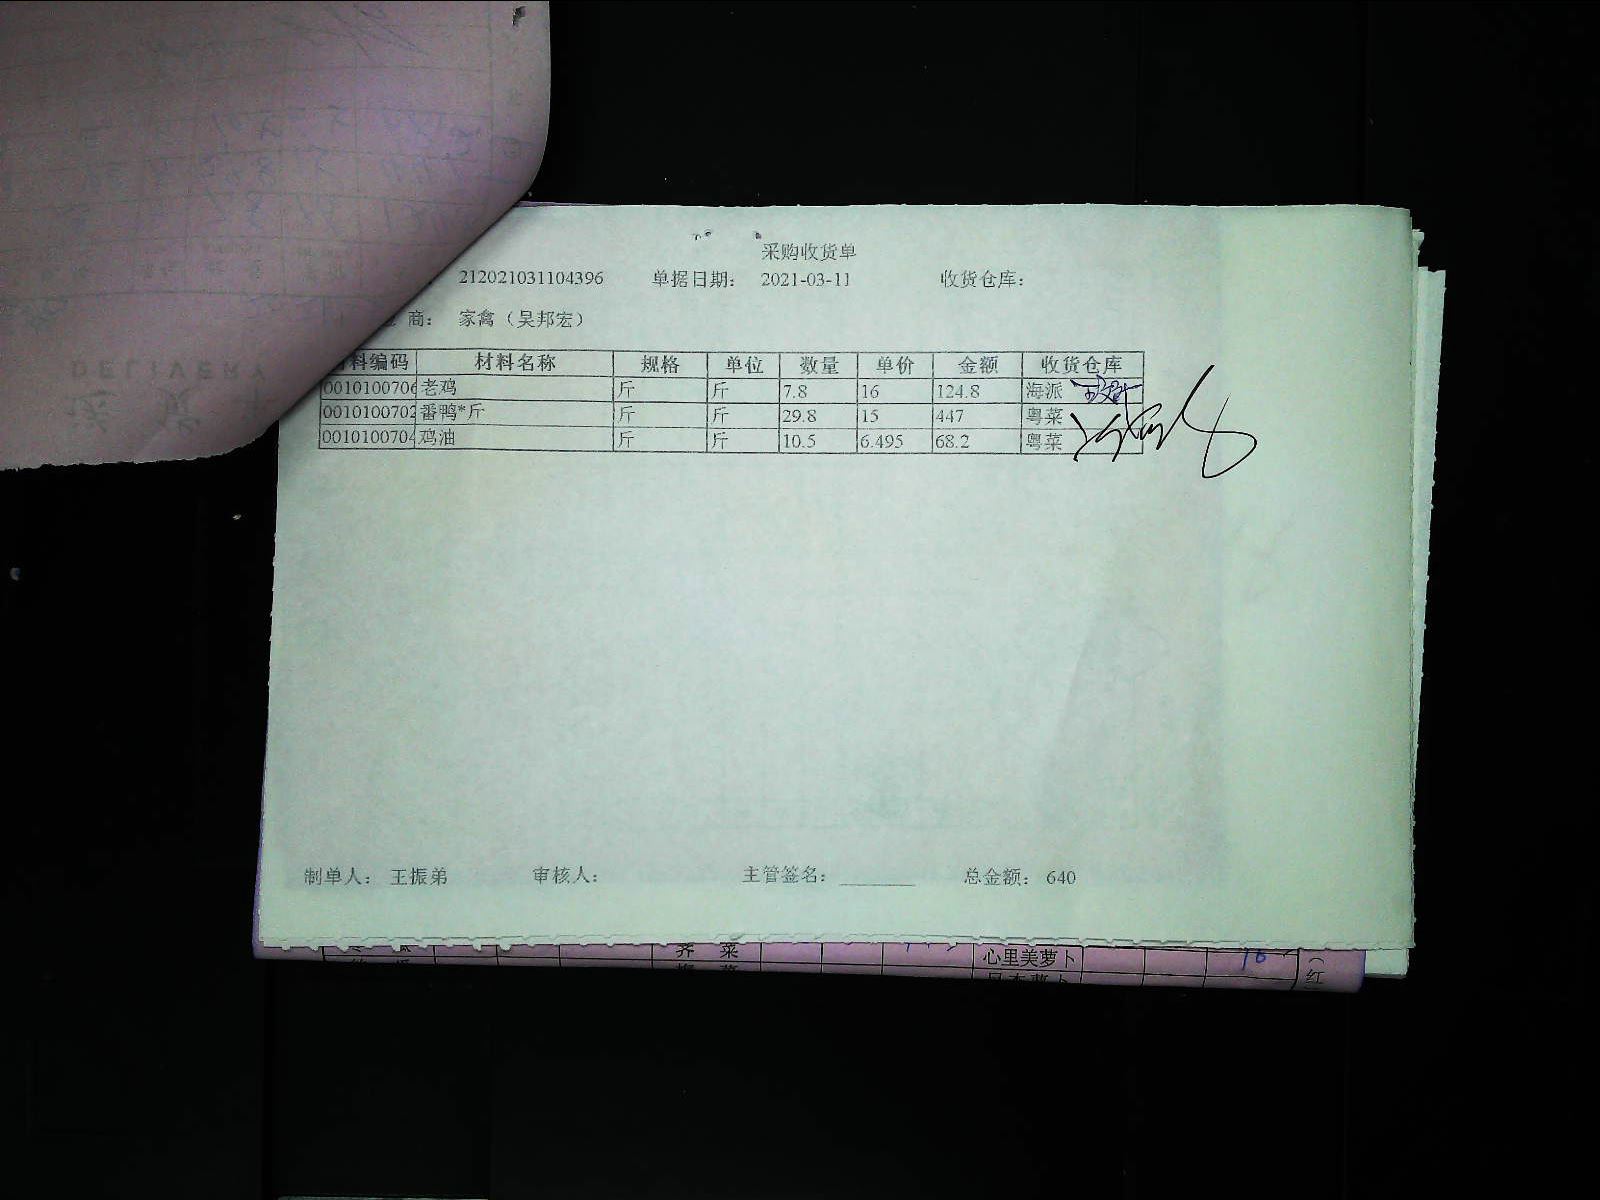 采购收货单
212021031104396 单据日期： 2021-03-11 收货仓库：
商： 家禽（吴邦宏）
料编码 材料名称 规格 单位 数量 单价 金额 收货仓库
0010100706 老鸡 斤 斤 7.8 16 124.8 海派
0010100702 番鸭*斤 斤 斤 29.8 15 447 粤菜
0010100704 鸡油 斤 斤 10.5 6.495 68.2 粤菜
制单人： 王振弟 审核人： 主管签名： ________ 总金额： 640
荠 菜 心里美萝卜
红
DELIVERY